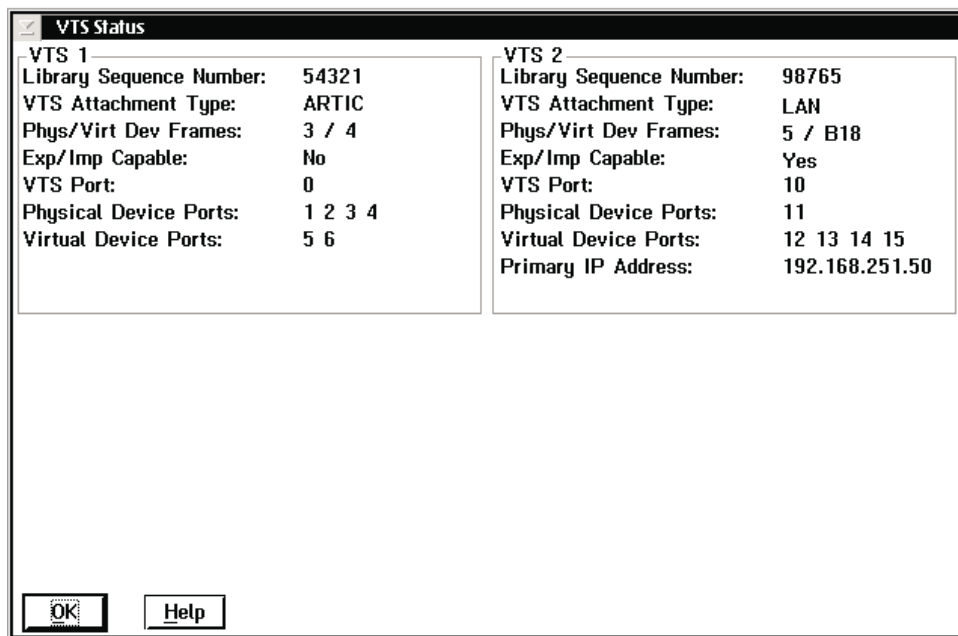 VTS Status
VTS 1
Library Sequence Number: 54321
VTS Attachment Type: ARTIC
Phys/Virt Dev Frames: 3 / 4
Exp/Imp Capable: No
VTS Port: 0
Physical Device Ports: 1 2 3 4
Virtual Device Ports: 5 6
VTS 2
Library Sequence Number: 98765
VTS Attachment Type: LAN
Phys/Virt Dev Frames: 5 / B18
Exp/Imp Capable: Yes
VTS Port: 10
Physical Device Ports: 11
Virtual Device Ports: 12 13 14 15
Primary IP Address: 192.168.251.50
OK Help